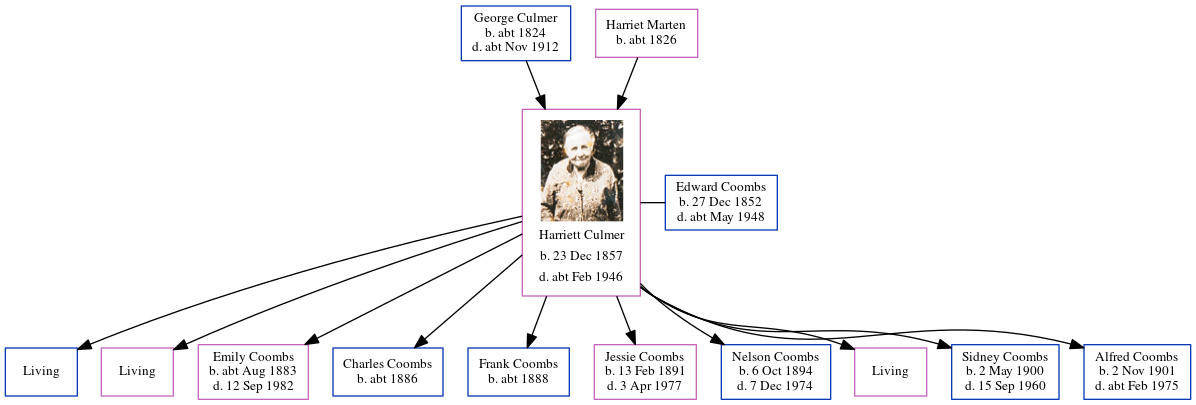 George Culmer
b. abt 1824
d. abt Nov 1912
Harriet Marten
b. abt 1826
Harriett Culmer
b. 23 Dec 1857
d. abt Feb 1946
Edward Coombs
b. 27 Dec 1852
d. abt May 1948
Living
Living
Emily Coombs
b. abt Aug 1883
d. 12 Sep 1982
Charles Coombs
b. abt 1886
Frank Coombs
b. abt 1888
Jessie Coombs
b. 13 Feb 1891
d. 3 Apr 1977
Nelson Coombs
b. 6 Oct 1894
d. 7 Dec 1974
Living
Sidney Coombs
b. 2 May 1900
d. 15 Sep 1960
Alfred Coombs
b. 2 Nov 1901
d. abt Feb 1975